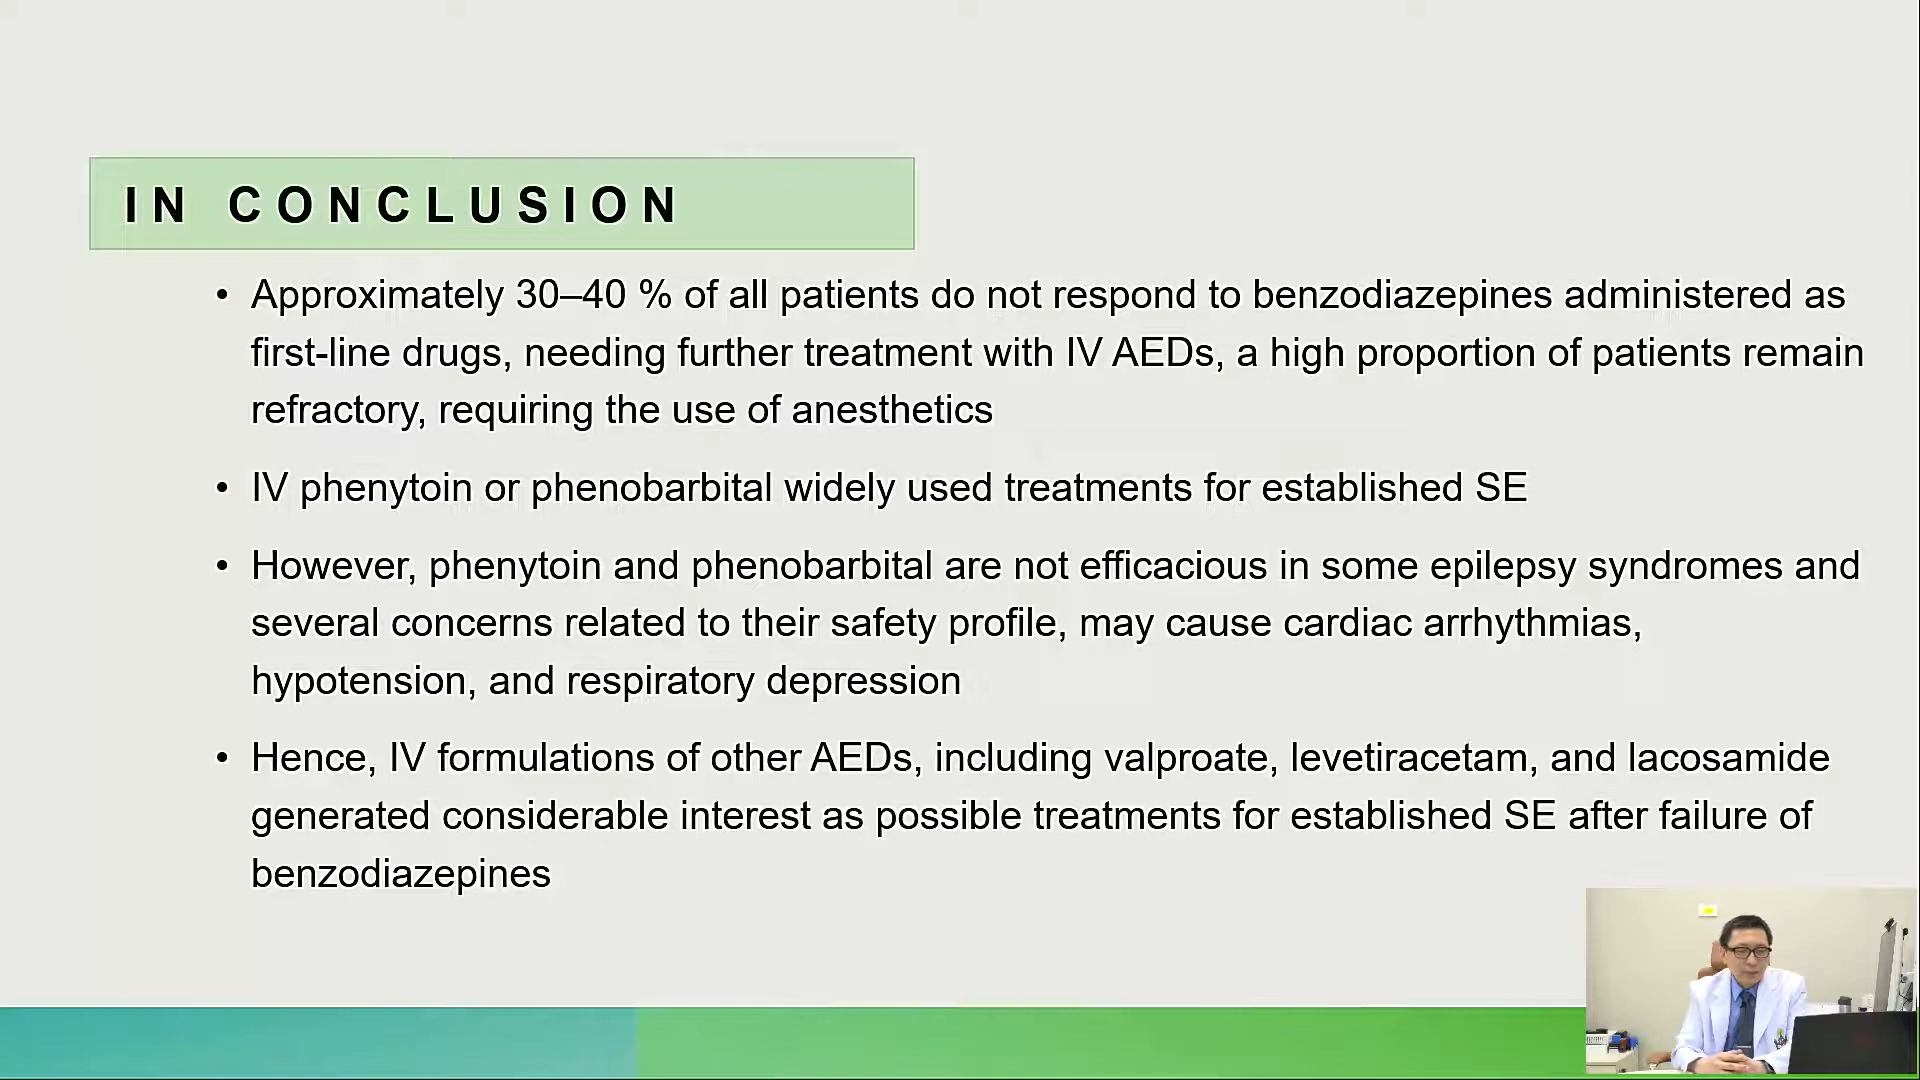 IN CONCLUSION
• Approximately 30–40 % of all patients do not respond to benzodiazepines administered as
first-line drugs, needing further treatment with IV AEDs, a high proportion of patients remain
refractory, requiring the use of anesthetics
• IV phenytoin or phenobarbital widely used treatments for established SE
• However, phenytoin and phenobarbital are not efficacious in some epilepsy syndromes and
several concerns related to their safety profile, may cause cardiac arrhythmias,
hypotension, and respiratory depression
• Hence, IV formulations of other AEDs, including valproate, levetiracetam, and lacosamide
generated considerable interest as possible treatments for established SE after failure of
benzodiazepines